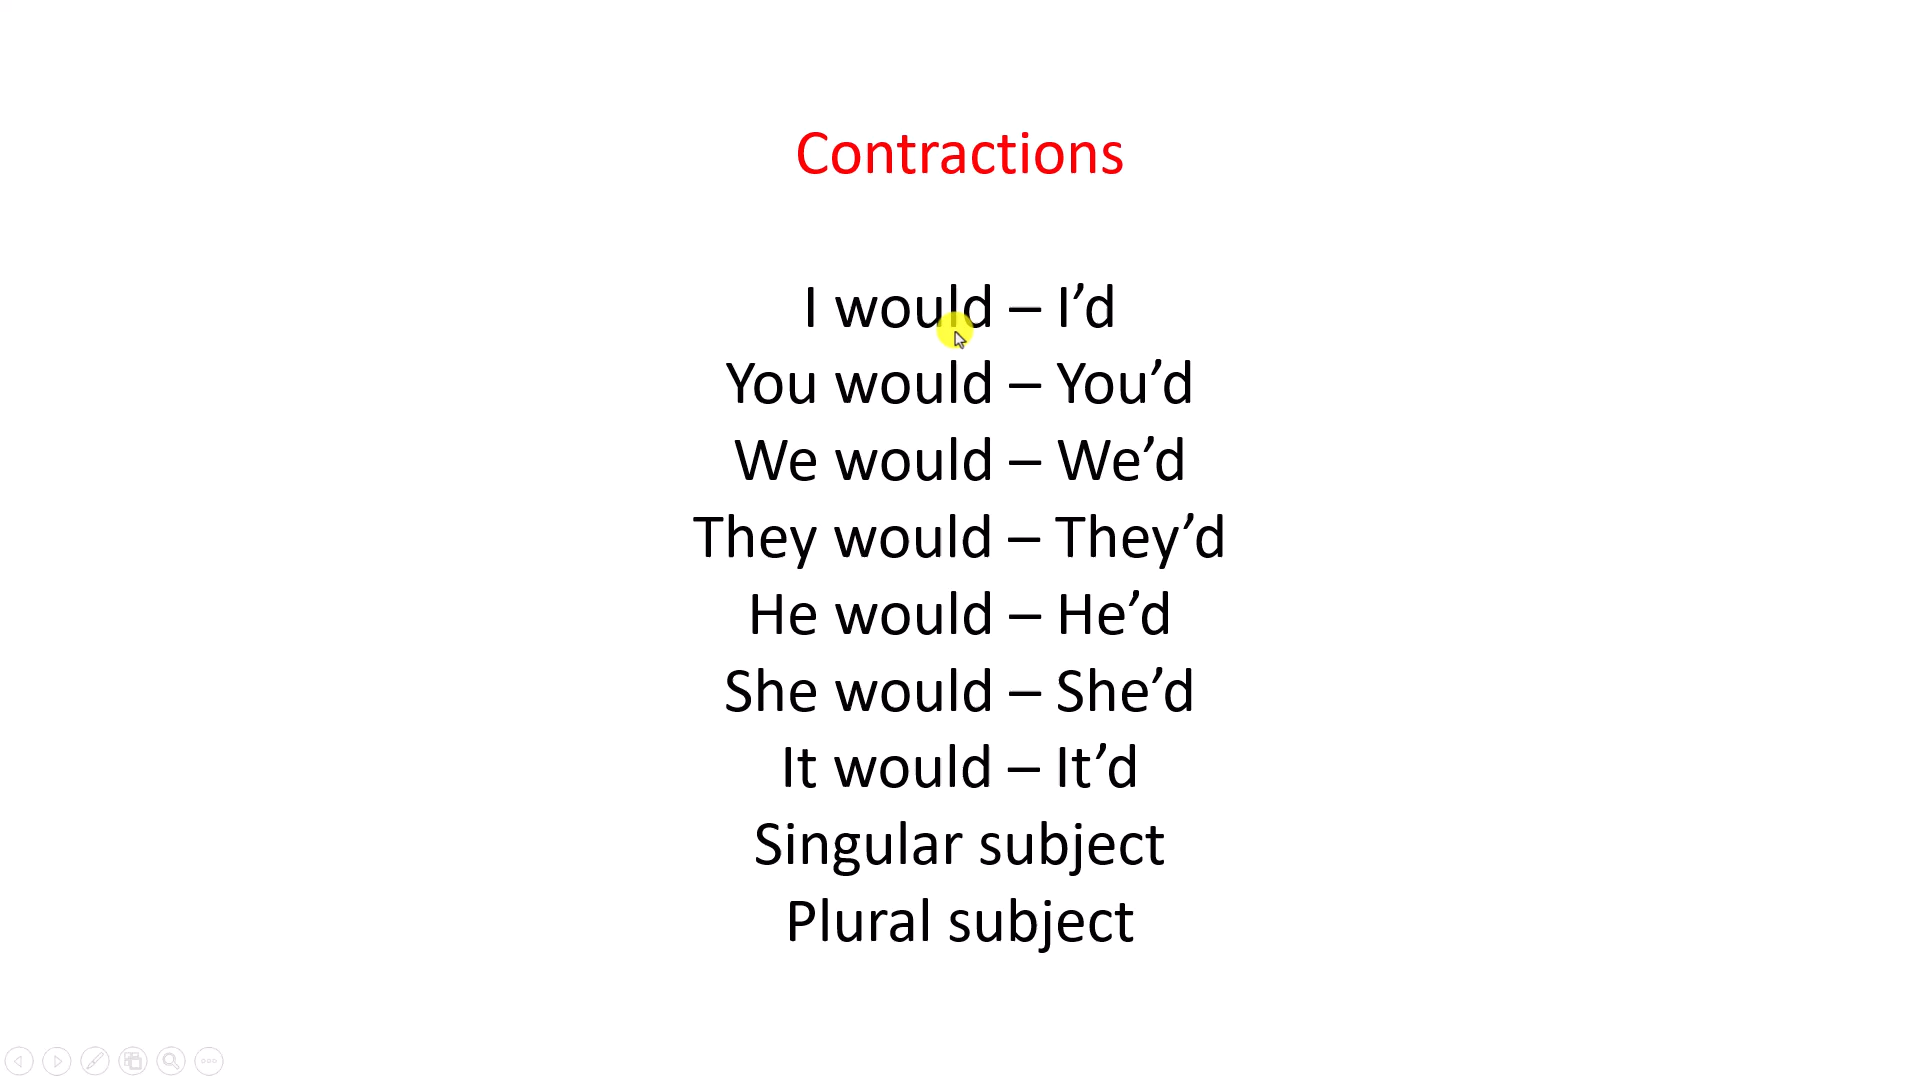 Contractions
I would – I’d
You would – You’d
We would – We’d
They would – They’d
He would – He’d
She would – She’d
It would – It’d
Singular subject
Plural subject